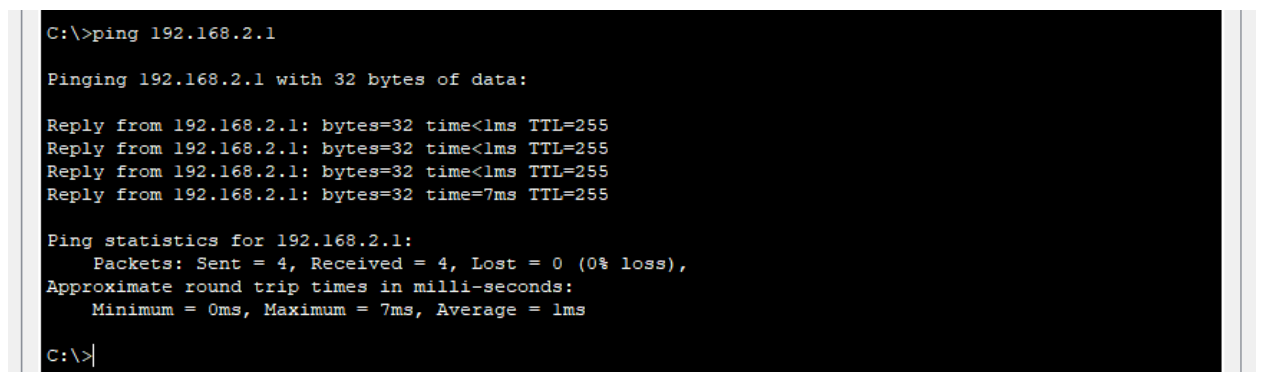 C:\>ping 192.168.2.1
Pinging 192.168.2.1 with 32 bytes of data:
Reply from 192.168.2.1: bytes=32 time<1ms TTL=255
Reply from 192.168.2.1: bytes=32 time<1ms TTL=255
Reply from 192.168.2.1: bytes=32 time<1ms TTL=255
Reply from 192.168.2.1: bytes=32 time=7ms TTL=255
Ping statistics for 192.168.2.1:
    Packets: Sent = 4, Received = 4, Lost = 0 (0% loss),
Approximate round trip times in milli-seconds:
    Minimum = 0ms, Maximum = 7ms, Average = 1ms
C:\>